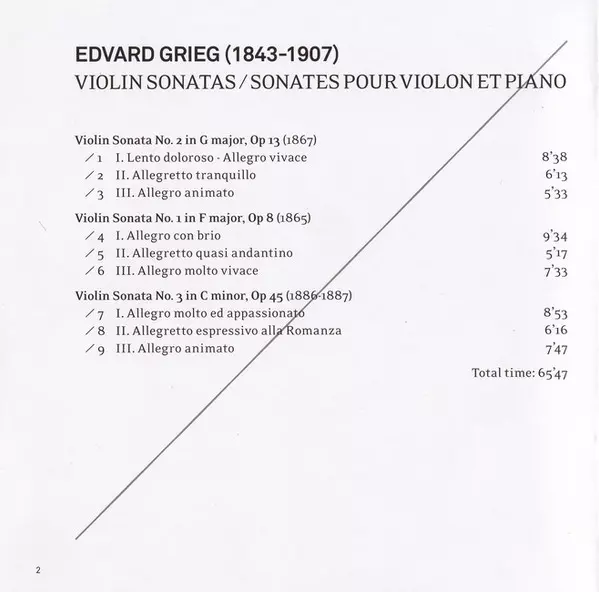 EDVARD GRIEG (1843-1907)
VIOLIN SONATAS / SONATES POUR VIOLON ET PIANO
Violin Sonata No. 2 in G major, Op 13 (1867)
/ 1 I. Lento doloroso - Allegro vivace 8'38
/ 2 II. Allegretto tranquillo 6'13
/ 3 III. Allegro animato 5'33
Violin Sonata No. 1 in F major, Op 8 (1865)
/ 4 I. Allegro con brio 9'34
/ 5 II. Allegretto quasi andantino 5'17
/ 6 III. Allegro molto vivace 7'33
Violin Sonata No. 3 in C minor, Op 45 (1886-1887)
/ 7 I. Allegro molto ed appassionato 8'53
/ 8 II. Allegretto espressivo alla Romanza 6'16
/ 9 III. Allegro animato 7'47
Total time: 65'47
2